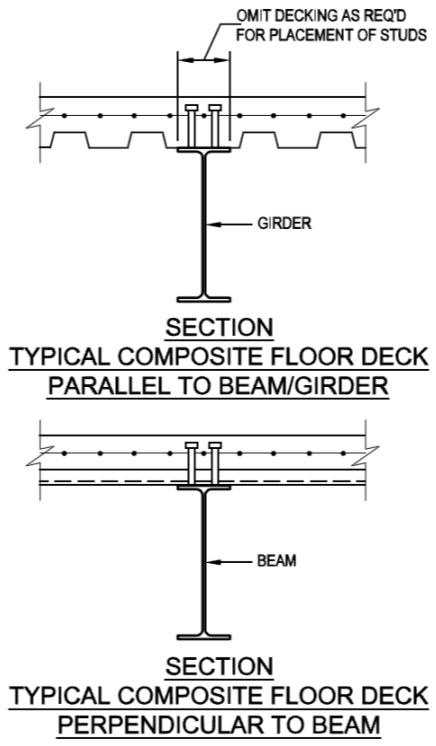 OMIT DECKING AS REQ'D
FOR PLACEMENT OF STUDS
GIRDER
SECTION
TYPICAL COMPOSITE FLOOR DECK
PARALLEL TO BEAM/GIRDER
BEAM
SECTION
TYPICAL COMPOSITE FLOOR DECK
PERPENDICULAR TO BEAM